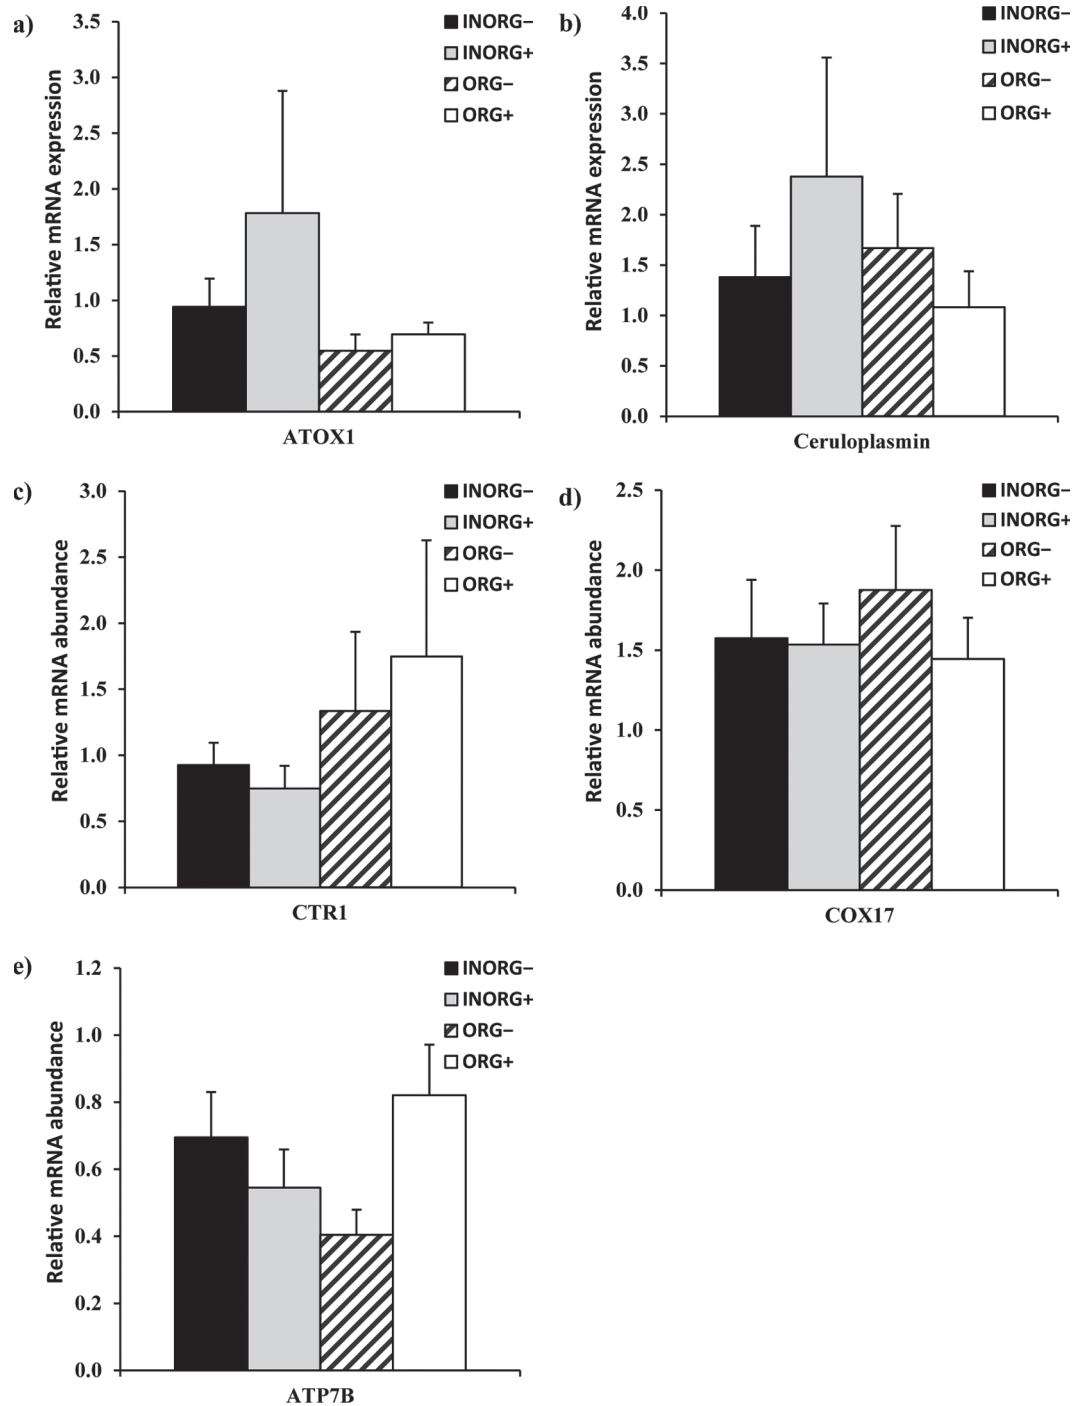 a)
Relative mRNA expression
3.5
3.0
2.5
2.0
1.5
1.0
0.5
0.0
INORG−
INORG+
ORG−
ORG+
ATOX1
b)
Relative mRNA expression
4.0
3.5
3.0
2.5
2.0
1.5
1.0
0.5
0.0
INORG−
INORG+
ORG−
ORG+
Ceruloplasmin
c)
Relative mRNA abundance
3.0
2.5
2.0
1.5
1.0
0.5
0.0
INORG−
INORG+
ORG−
ORG+
CTR1
d)
Relative mRNA abundance
2.5
2.0
1.5
1.0
0.5
0.0
INORG−
INORG+
ORG−
ORG+
COX17
e)
Relative mRNA abundance
1.2
1.0
0.8
0.6
0.4
0.2
0.0
INORG−
INORG+
ORG−
ORG+
ATP7B